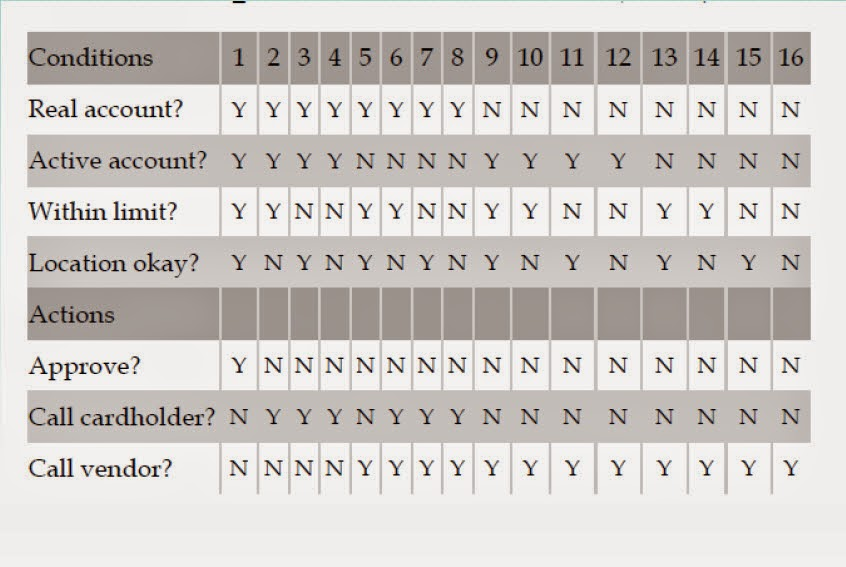 Conditions 1 2 3 4 5 6 7 8 9 10 11 12 13 14 15 16
Real account? Y Y Y Y Y Y Y Y N N N N N N N N
Active account? Y Y Y Y N N N N Y Y Y Y N N N N
Within limit? Y Y N N Y Y N N Y Y N N Y Y N N
Location okay? Y N Y N Y N Y N Y N Y N Y N Y N
Actions
Approve? Y N N N N N N N N N N N N N N N
Call cardholder? N Y Y Y N Y Y Y N N N N N N N N
Call vendor? N N N N Y Y Y Y Y Y Y Y Y Y Y Y